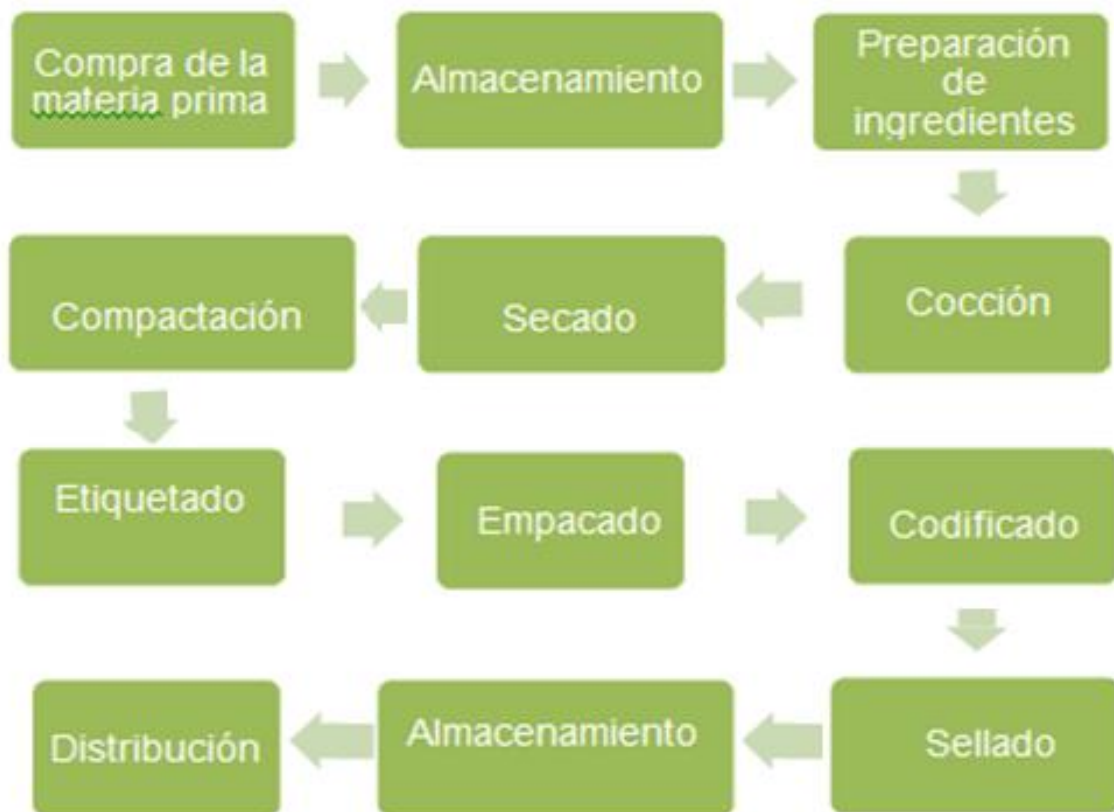 Compra de la
materia prima
Almacenamiento
Preparación
de
ingredientes
Cocción
Secado
Compactación
Etiquetado
Empacado
Codificado
Sellado
Almacenamiento
Distribución